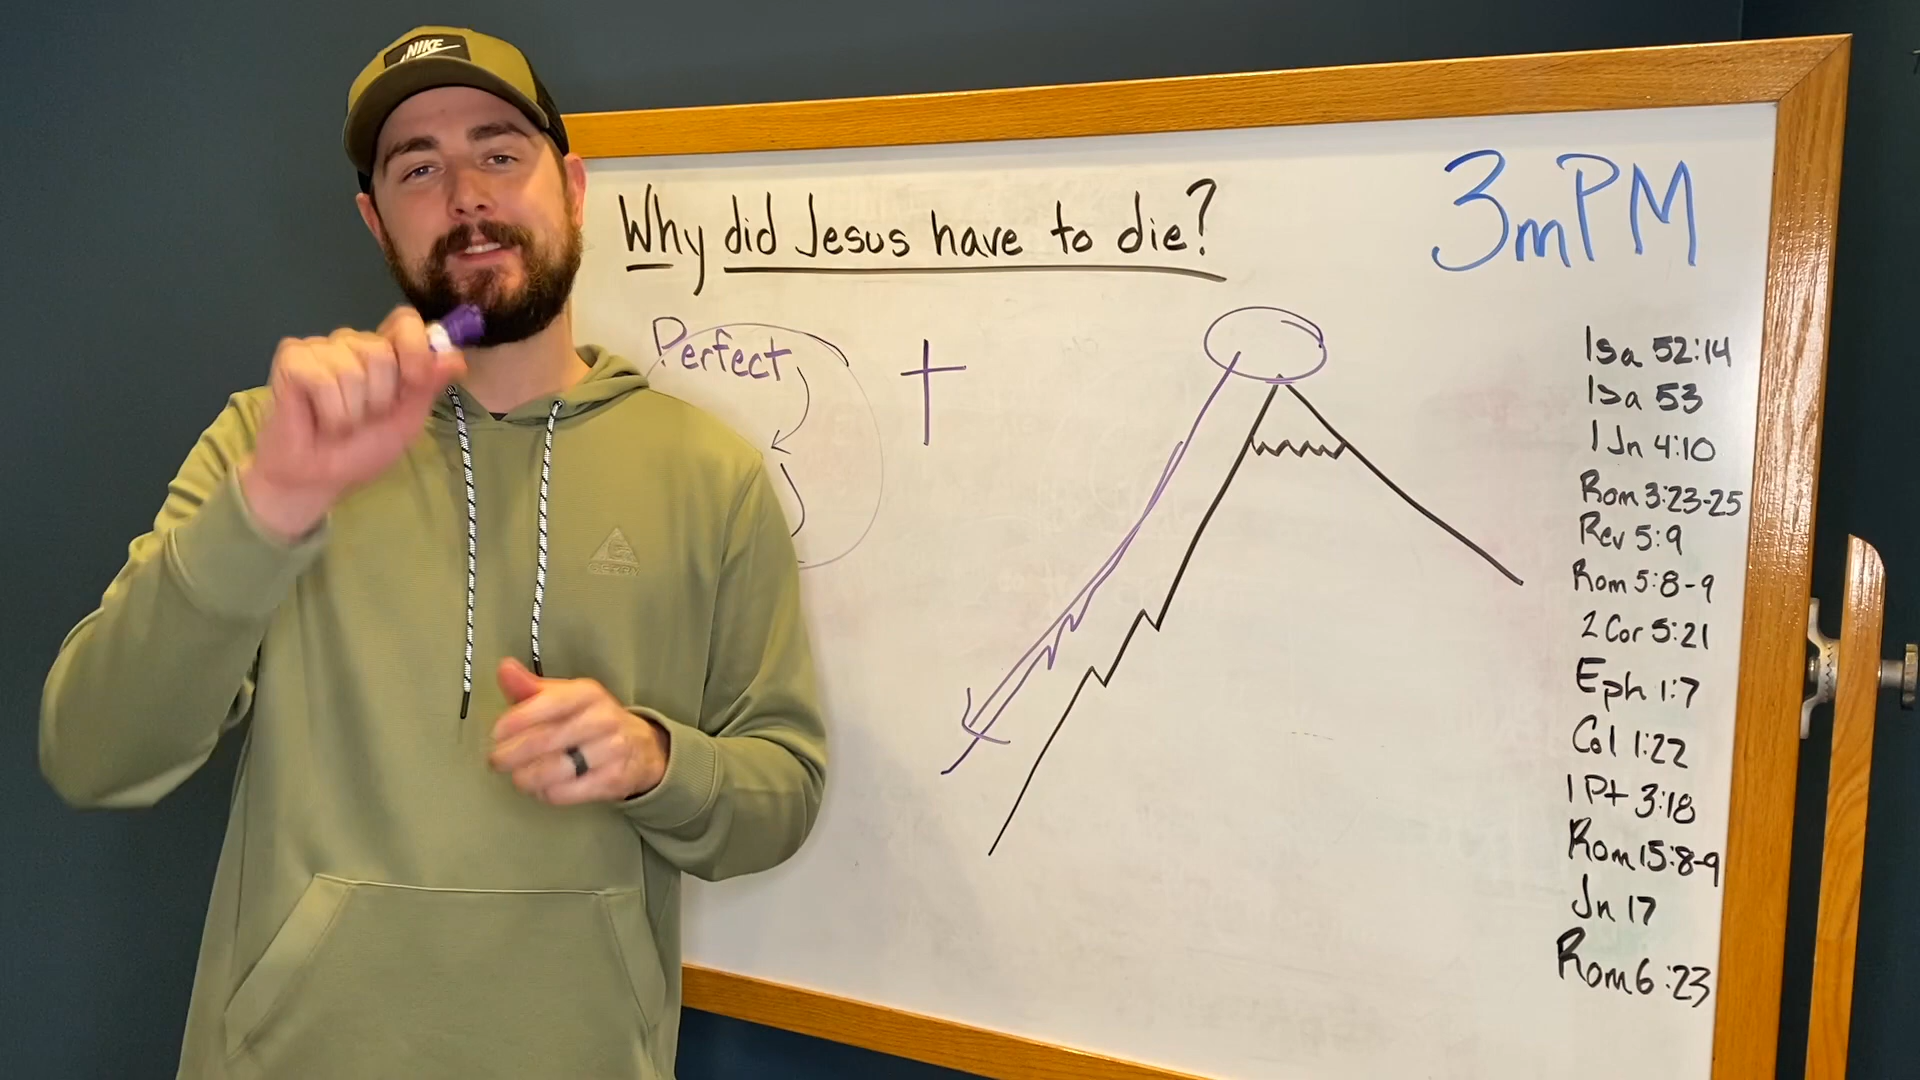 NIKE
Why did Jesus have to die?
3mPM
Perfect
Isa 52:14
Isa 53
1 Jn 4:10
Rom 3:23-25
Rev 5:9
Rom 5:8-9
2 Cor 5:21
Eph 1:7
Col 1:22
1 Pt 3:18
Rom 15:8-9
Jn 17
Rom 6:23